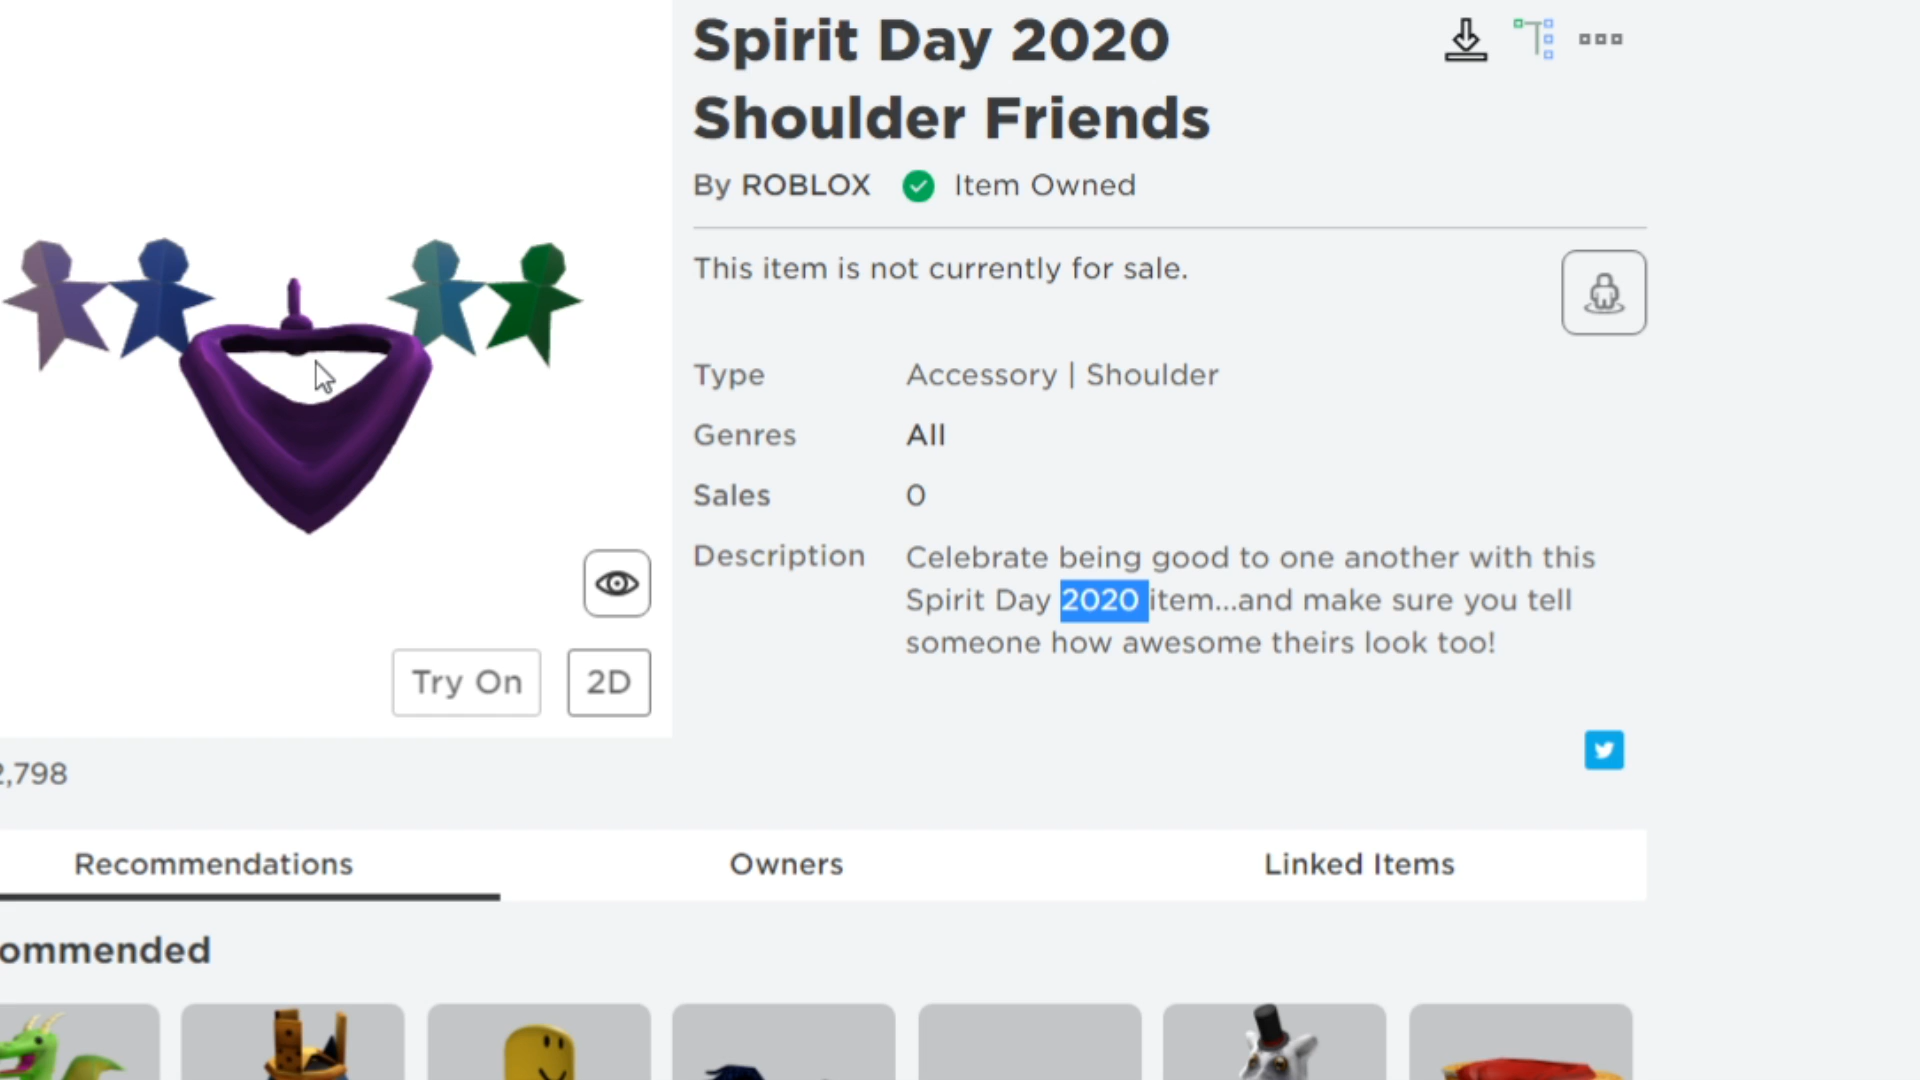 Spirit Day 2020
Shoulder Friends
By ROBLOX Item Owned
This item is not currently for sale.
Type Accessory | Shoulder
Genres All
Sales 0
Description Celebrate being good to one another with this
Spirit Day 2020 item...and make sure you tell
someone how awesome theirs look too!
Try On 2D
2,798
Recommendations Owners Linked Items
ommended